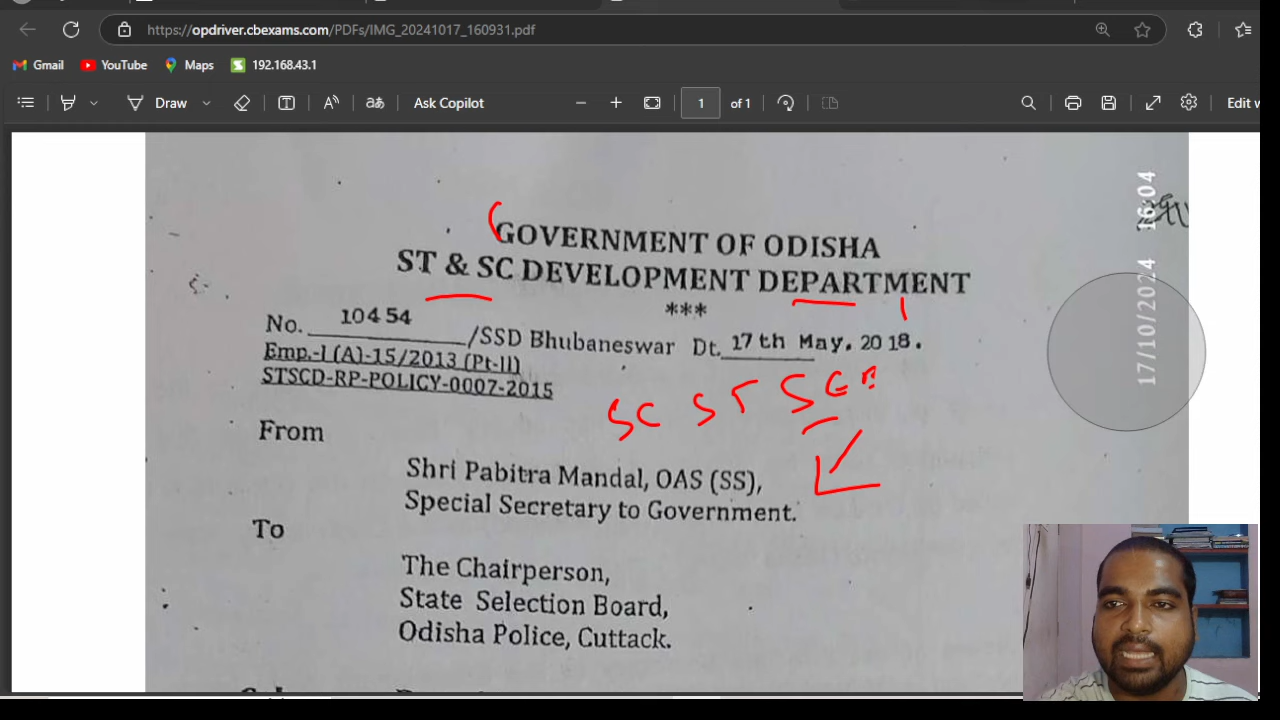 https://opdriver.cbexams.com/PDFs/IMG_20241017_160931.pdf
Gmail YouTube Maps 192.168.43.1
Draw Ask Copilot 1 of 1 Edit
GOVERNMENT OF ODISHA
ST & SC DEVELOPMENT DEPARTMENT
***
No. 10454 /SSD Bhubaneswar Dt. 17th May. 2018.
Emp.-I (A)-15/2013 (Pt-II)
STSCD-RP-POLICY-0007-2015
SC ST
From
Shri Pabitra Mandal, OAS (SS),
Special Secretary to Government.
To
The Chairperson,
State Selection Board,
Odisha Police, Cuttack.
17/10/2024 16:04